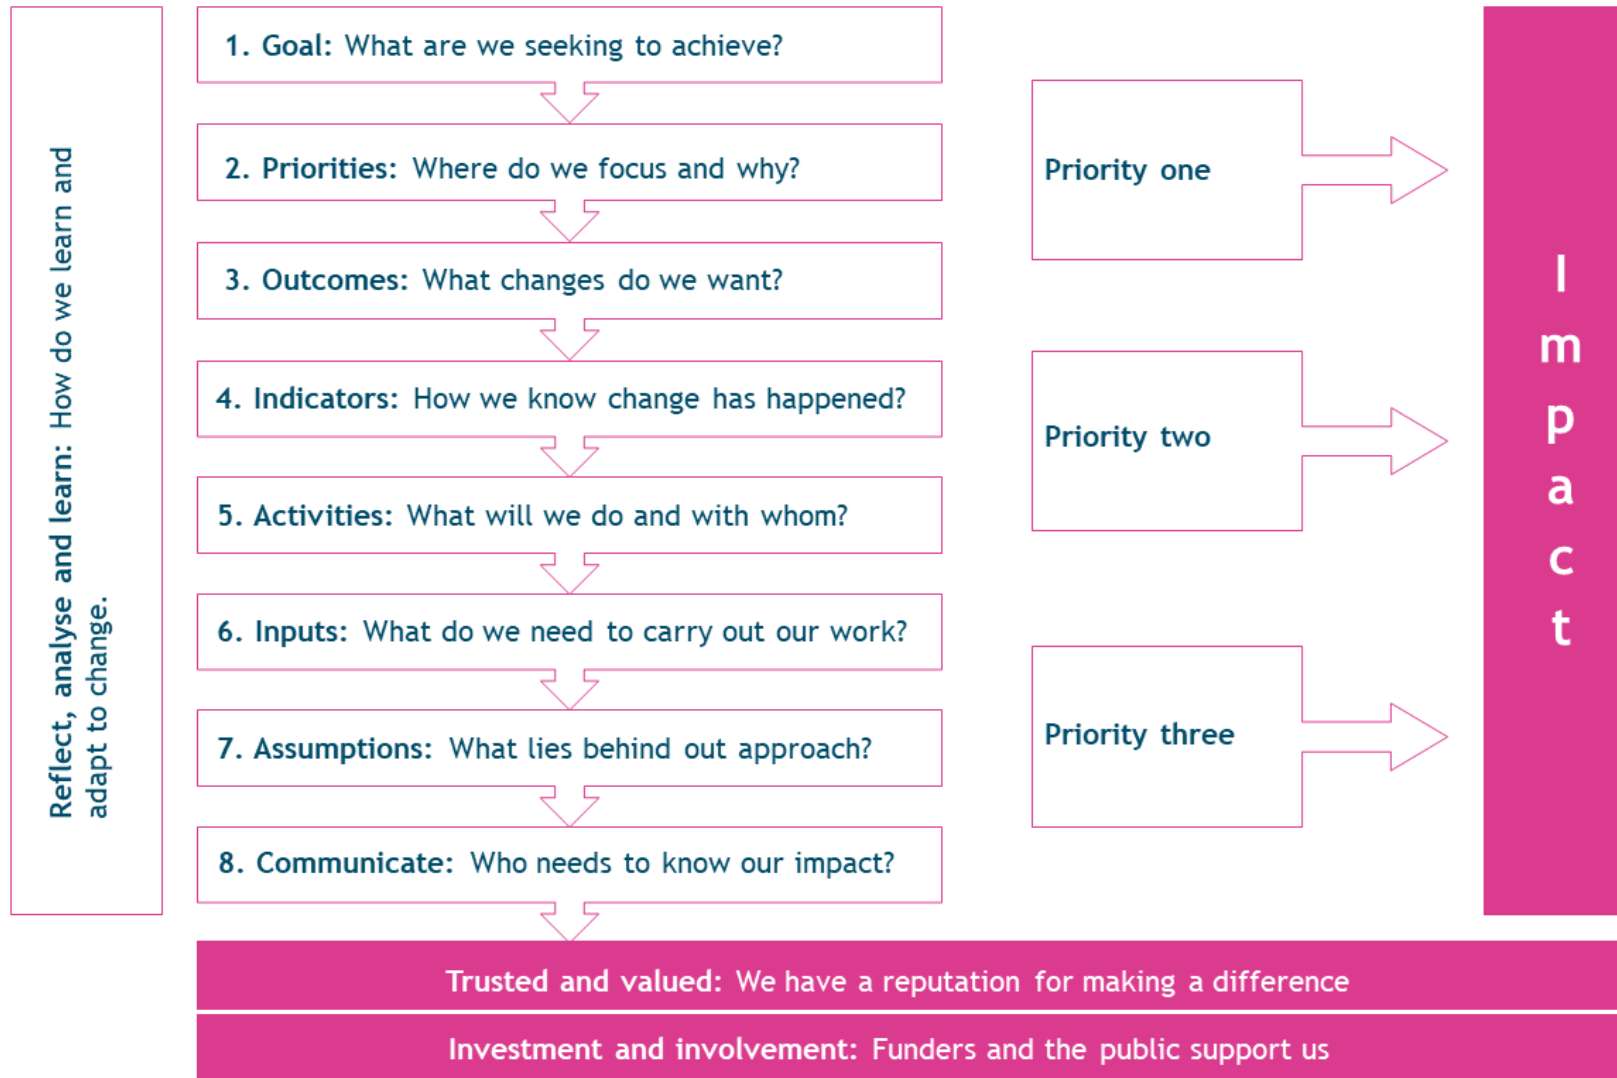 Reflect, analyse and learn: How do we learn and
adapt to change.
1. Goal: What are we seeking to achieve?
2. Priorities: Where do we focus and why?
3. Outcomes: What changes do we want?
4. Indicators: How we know change has happened?
5. Activities: What will we do and with whom?
6. Inputs: What do we need to carry out our work?
7. Assumptions: What lies behind out approach?
8. Communicate: Who needs to know our impact?
Priority one
Priority two
Priority three
Impact
Trusted and valued: We have a reputation for making a difference
Investment and involvement: Funders and the public support us